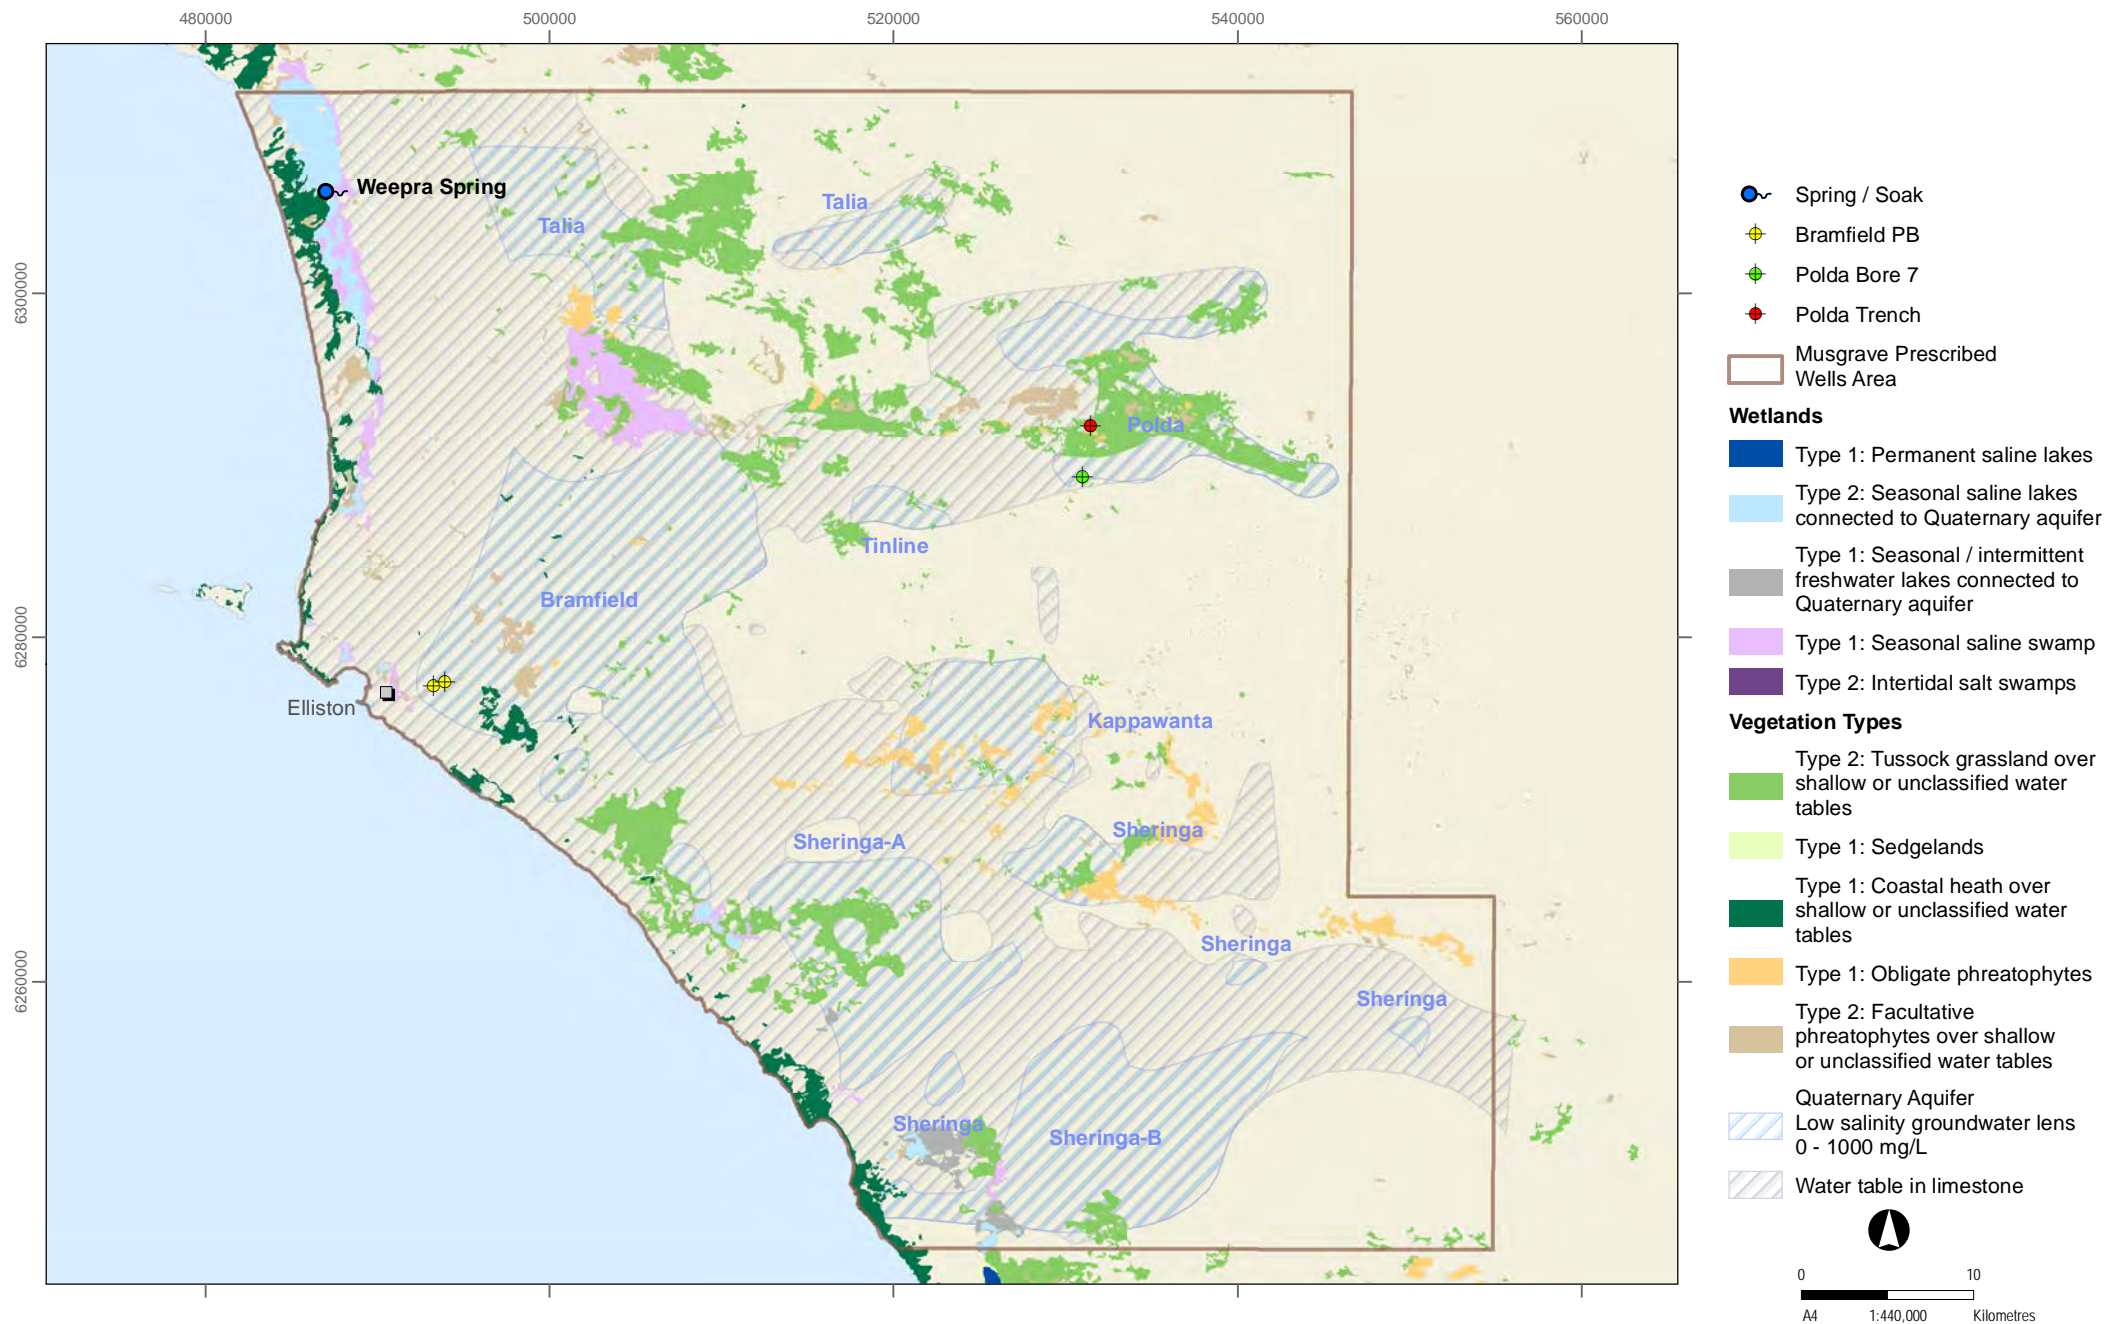 480000
500000
520000
540000
560000
6300000
6280000
6260000
Weepra Spring
Talia
Talia
Polda
Tinline
Bramfield
Elliston
Kappawanta
Sheringa
Sheringa-A
Sheringa
Sheringa
Sheringa
Sheringa-B
Spring / Soak
Bramfield PB
Polda Bore 7
Polda Trench
Musgrave Prescribed
Wells Area
Wetlands
Type 1: Permanent saline lakes
Type 2: Seasonal saline lakes
connected to Quaternary aquifer
Type 1: Seasonal / intermittent
freshwater lakes connected to
Quaternary aquifer
Type 1: Seasonal saline swamp
Type 2: Intertidal salt swamps
Vegetation Types
Type 2: Tussock grassland over
shallow or unclassified water
tables
Type 1: Sedgelands
Type 1: Coastal heath over
shallow or unclassified water
tables
Type 1: Obligate phreatophytes
Type 2: Facultative
phreatophytes over shallow
or unclassified water tables
Quaternary Aquifer
Low salinity groundwater lens
0 - 1000 mg/L
Water table in limestone
0 10
A4 1:440,000 Kilometres